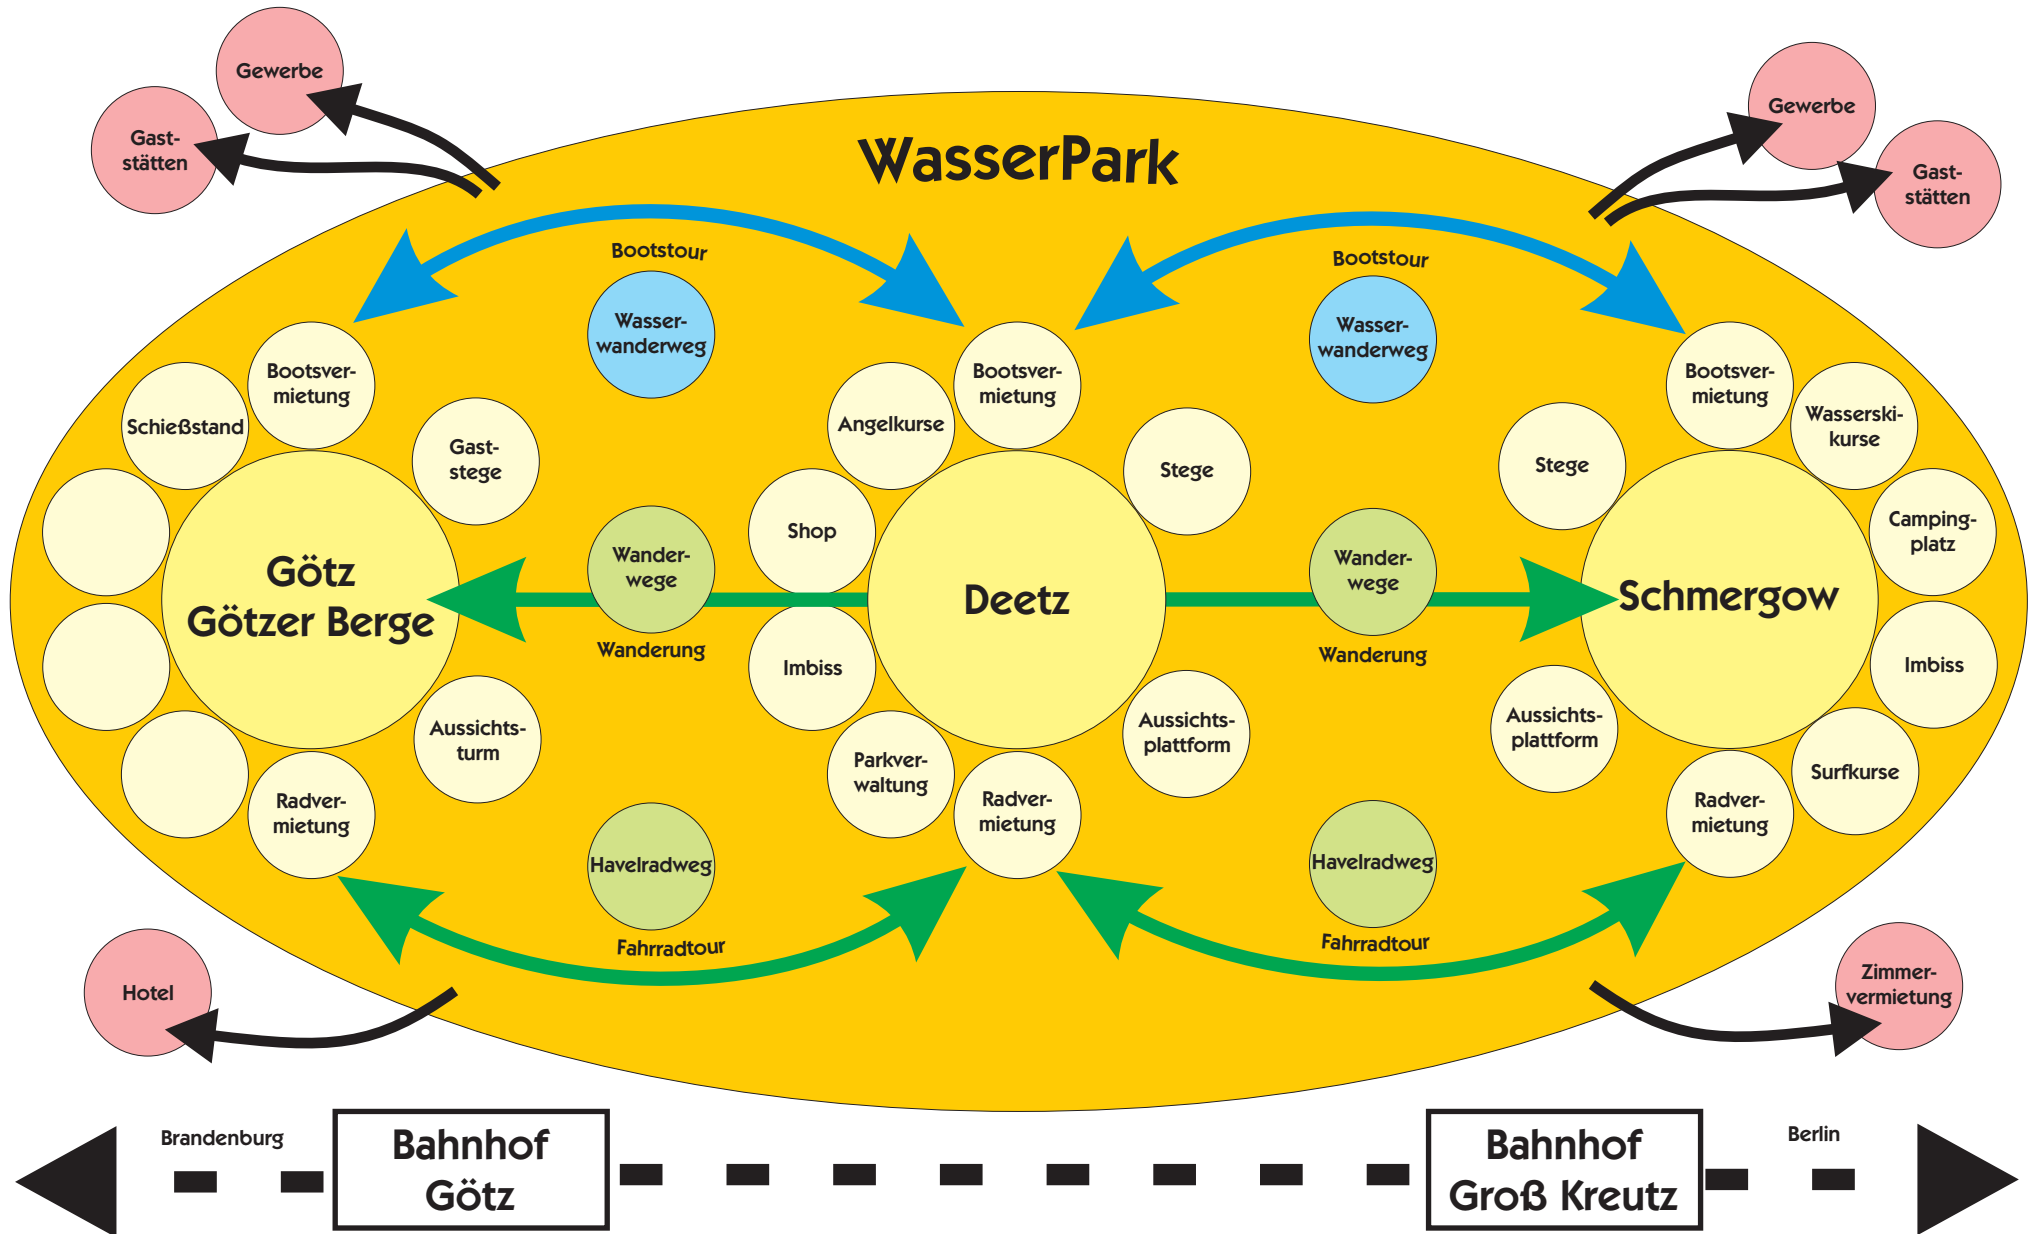 Gewerbe
Gast-
stätten
Gewerbe
Gast-
stätten
WasserPark
Bootstour
Wasser-
wanderweg
Bootstour
Wasser-
wanderweg
Bootsver-
mietung
Schießstand
Gast-
stege
Götz
Götzer Berge
Aussichts-
turm
Radver-
mietung
Wander-
wege
Wanderung
Havelradweg
Fahrradtour
Bootsver-
mietung
Angelkurse
Shop
Stege
Deetz
Imbiss
Parkver-
waltung
Radver-
mietung
Aussichts-
plattform
Wander-
wege
Wanderung
Havelradweg
Fahrradtour
Bootsver-
mietung
Wasserski-
kurse
Stege
Camping-
platz
Schmergow
Imbiss
Aussichts-
plattform
Surfkurse
Radver-
mietung
Hotel
Zimmer-
vermietung
Brandenburg
Bahnhof
Götz
Bahnhof
Groß Kreutz
Berlin